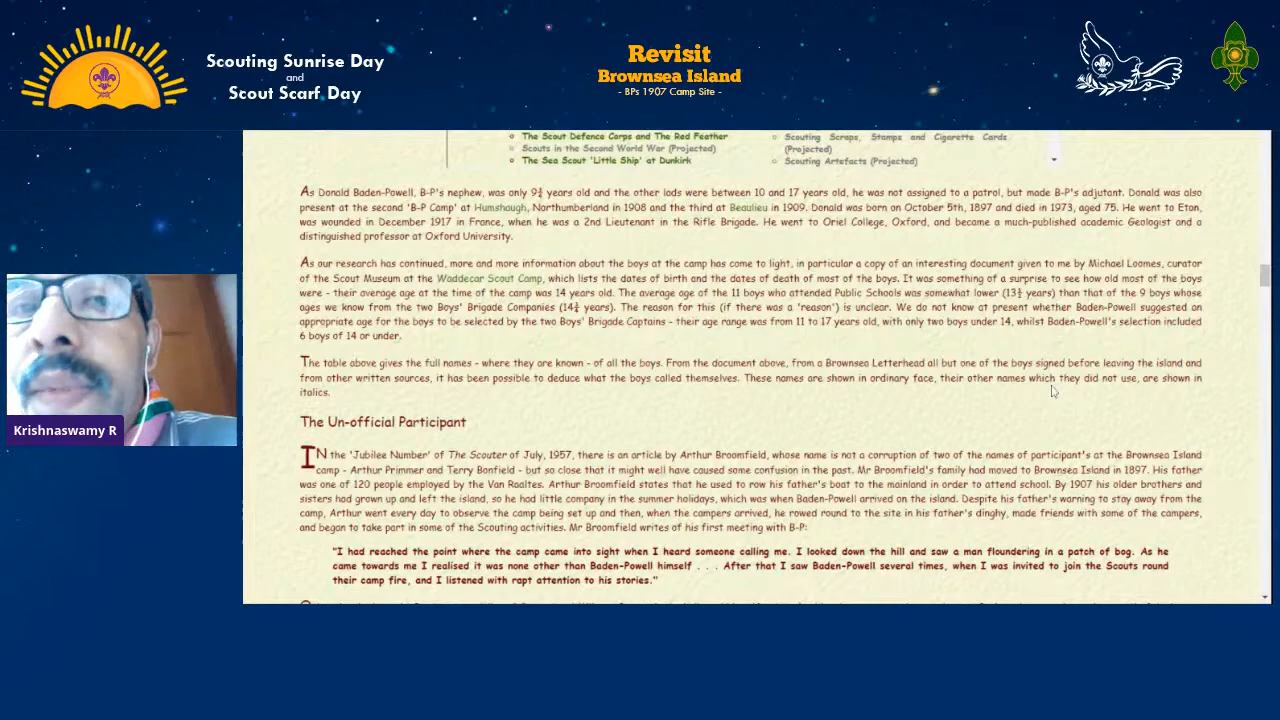 Scouting Sunrise Day
and
Scout Scarf Day
Revisit
Brownsea Island
- BPs 1907 Camp Site -
The Scout Defence Corps and The Red Feather
Scouts in the Second World War (Projected)
The Sea Scout 'Little Ship' at Dunkirk
Scouting Scraps, Stamps and Cigarette Cards
(Projected)
Scouting Artefacts (Projected)
As Donald Baden-Powell, B-P's nephew, was only 9¾ years old and the other lads were between 10 and 17 years old, he was not assigned to a patrol, but made B-P's adjutant. Donald was also
present at the second 'B-P Camp' at Humshaugh, Northumberland in 1908 and the third at Beaulieu in 1909. Donald was born on October 5th, 1897 and died in 1973, aged 75. He went to Eton,
was wounded in December 1917 in France, when he was a 2nd Lieutenant in the Rifle Brigade. He went to Oriel College, Oxford, and became a much-published academic Geologist and a
distinguished professor at Oxford University.
As our research has continued, more and more information about the boys at the camp has come to light, in particular a copy of an interesting document given to me by Michael Loomes, curator
of the Scout Museum at the Waddecar Scout Camp, which lists the dates of birth and the dates of death of most of the boys. It was something of a surprise to see how old most of the boys
were - their average age at the time of the camp was 14 years old. The average age of the 11 boys who attended Public Schools was somewhat lower (13½ years) than that of the 9 boys whose
ages we know from the two Boys' Brigade Companies (14¾ years). The reason for this (if there was a 'reason') is unclear. We do not know at present whether Baden-Powell suggested an
appropriate age for the boys to be selected by the two Boys' Brigade Captains - their age range was from 11 to 17 years old, with only two boys under 14, whilst Baden-Powell's selection included
6 boys of 14 or under.
The table above gives the full names - where they are known - of all the boys. From the document above, from a Brownsea Letterhead all but one of the boys signed before leaving the island and
from other written sources, it has been possible to deduce what the boys called themselves. These names are shown in ordinary face, their other names which they did not use, are shown in
italics.
The Un-official Participant
IN the 'Jubilee Number' of The Scouter of July, 1957, there is an article by Arthur Broomfield, whose name is not a corruption of two of the names of participant's at the Brownsea Island
camp - Arthur Primmer and Terry Bonfield - but so close that it might well have caused some confusion in the past. Mr Broomfield's family had moved to Brownsea Island in 1897. His father
was one of 120 people employed by the Van Raaltes. Arthur Broomfield states that he used to row his father's boat to the mainland in order to attend school. By 1907 his older brothers and
sisters had grown up and left the island, so he had little company in the summer holidays, which was when Baden-Powell arrived on the island. Despite his father's warning to stay away from the
camp, Arthur went every day to observe the camp being set up and then, when the campers arrived, he rowed round to the site in his father's dinghy, made friends with some of the campers,
and began to take part in some of the Scouting activities. Mr Broomfield writes of his first meeting with B-P:
"I had reached the point where the camp came into sight when I heard someone calling me. I looked down the hill and saw a man floundering in a patch of bog. As he
came towards me I realised it was none other than Baden-Powell himself . . . After that I saw Baden-Powell several times, when I was invited to join the Scouts round
their camp fire, and I listened with rapt attention to his stories."
Krishnaswamy R